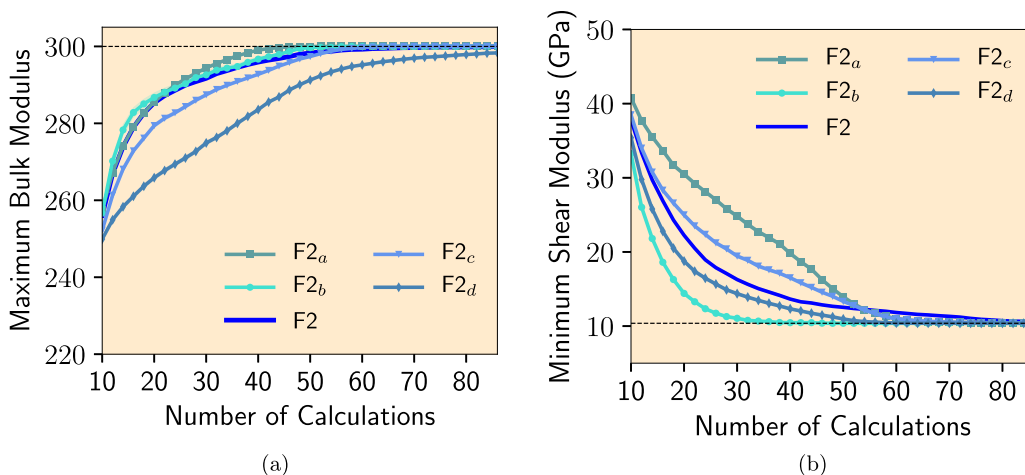 Maximum Bulk Modulus
300
280
260
240
220
10 20 30 40 50 60 70 80
Number of Calculations
F2a
F2b
F2
F2c
F2d
(a)
Minimum Shear Modulus (GPa)
50
40
30
20
10
10 20 30 40 50 60 70 80
Number of Calculations
F2a
F2b
F2
F2c
F2d
(b)